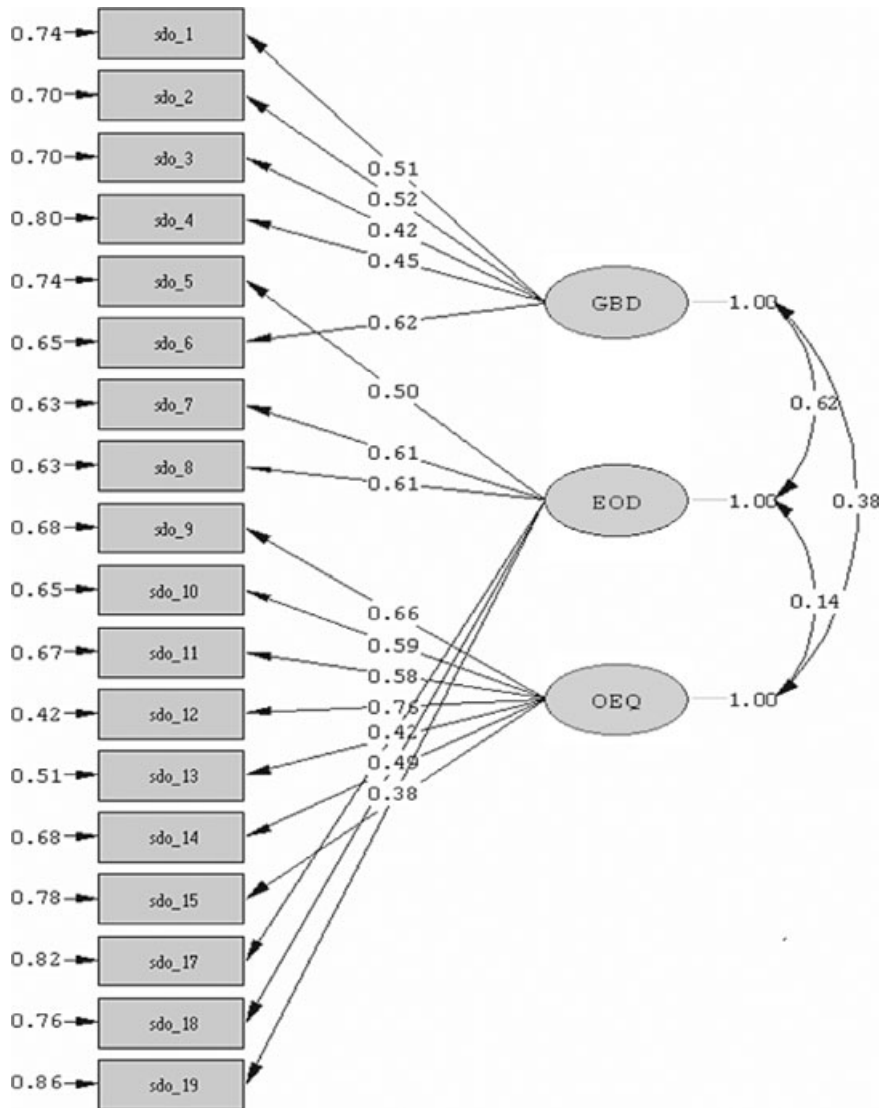 0.74 sdo_1
0.70 sdo_2
0.70 sdo_3
0.80 sdo_4
0.74 sdo_5
0.65 sdo_6
0.63 sdo_7
0.63 sdo_8
0.68 sdo_9
0.65 sdo_10
0.67 sdo_11
0.42 sdo_12
0.51 sdo_13
0.68 sdo_14
0.78 sdo_15
0.82 sdo_17
0.76 sdo_18
0.86 sdo_19
0.51
0.52
0.42
0.45
0.62
0.50
0.61
0.61
0.66
0.59
0.58
0.76
0.42
0.49
0.38
GBD 1.00
EOD 1.00
OEQ 1.00
0.62
0.38
0.14